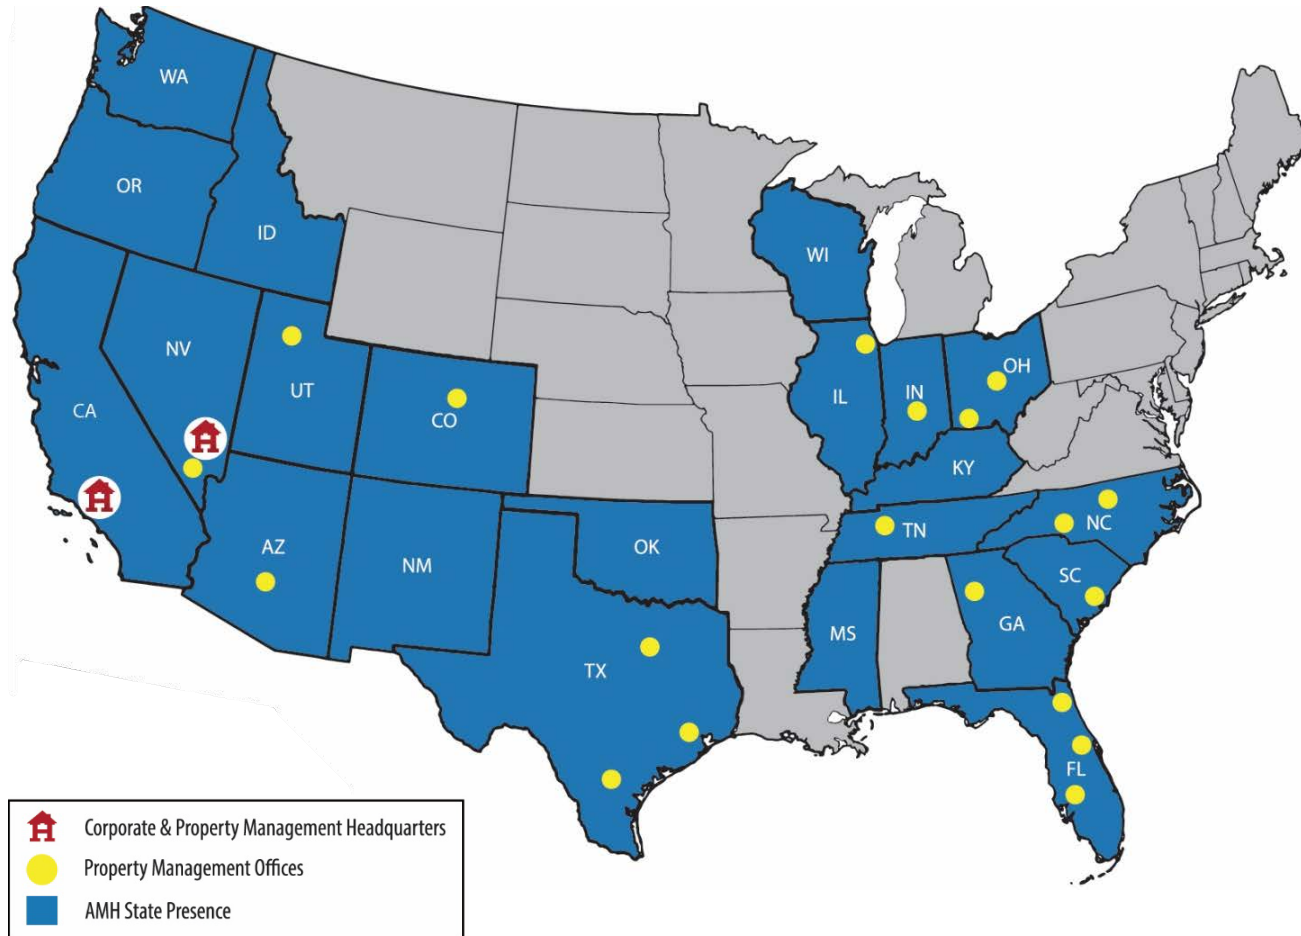 WA
OR
ID
WI
NV
OH
UT
IL
IN
CA
CO
KY
TN
NC
AZ
OK
NM
SC
GA
MS
TX
FL
Corporate & Property Management Headquarters
Property Management Offices
AMH State Presence